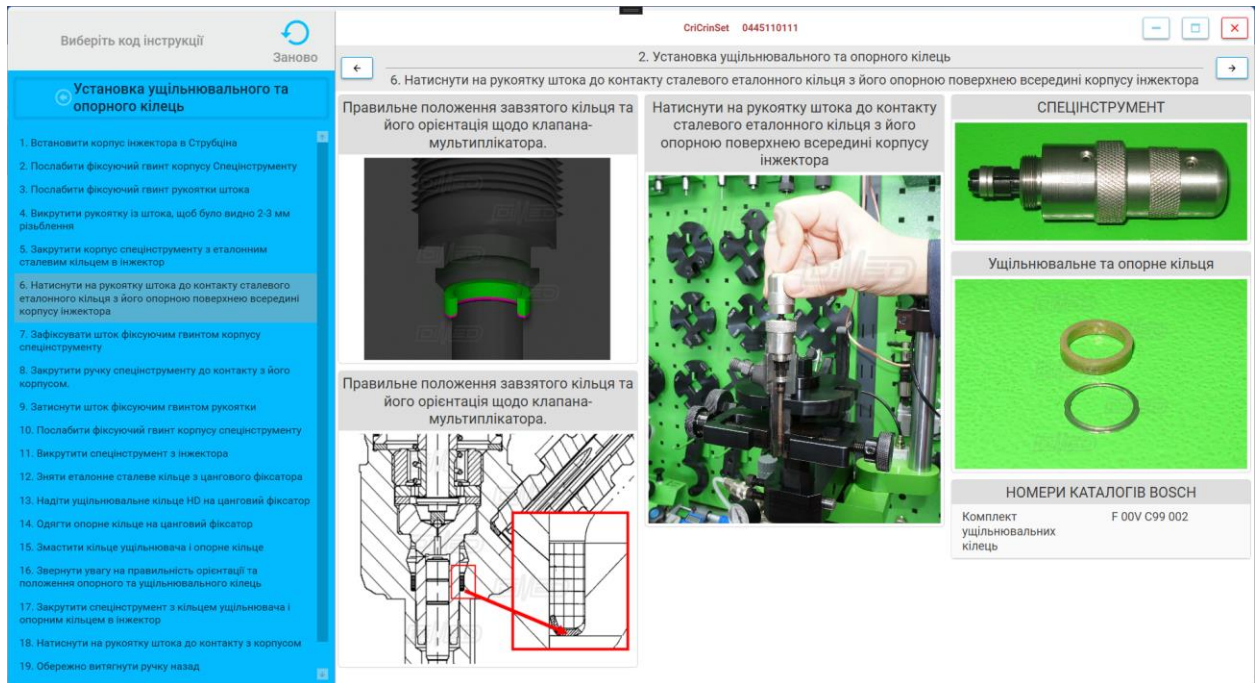 Виберіть код інструкції
Заново
Установка ущільнювального та
опорного кілець
1. Встановити корпус інжектора в Струбціна
2. Послабити фіксуючий гвинт корпусу Спецінструменту
3. Послабити фіксуючий гвинт рукоятки штока
4. Викрутити рукоятку із штока, щоб було видно 2-3 мм
різьблення
5. Закрутити корпус спецінструменту з еталонним
сталевим кільцем в інжектор
6. Натиснути на рукоятку штока до контакту сталевого
еталонного кільця з його опорною поверхнею всередині
корпусу інжектора
7. Зафіксувати шток фіксуючим гвинтом корпусу
спецінструменту
8. Закрутити ручку спецінструменту до контакту з його
корпусом.
9. Затиснути шток фіксуючим гвинтом рукоятки
10. Послабити фіксуючий гвинт корпусу спецінструменту
11. Викрутити спецінструмент з інжектора
12. Зняти еталонне сталеве кільце з цангового фіксатора
13. Надіти ущільнювальне кільце HD на цанговий фіксатор
14. Одягти опорне кільце на цанговий фіксатор
15. Змастити кільце ущільнювача і опорне кільце
16. Звернути увагу на правильність орієнтації та
положення опорного та ущільнювального кілець
17. Закрутити спецінструмент з кільцем ущільнювача і
опорним кільцем в інжектор
18. Натиснути на рукоятку штока до контакту з корпусом
19. Обережно витягнути ручку назад
CriCrinSet 0445110111
2. Установка ущільнювального та опорного кілець
6. Натиснути на рукоятку штока до контакту сталевого еталонного кільця з його опорною поверхнею всередині корпусу інжектора
Правильне положення завзятого кільця та
його орієнтація щодо клапана-
мультиплікатора.
Правильне положення завзятого кільця та
його орієнтація щодо клапана-
мультиплікатора.
Натиснути на рукоятку штока до контакту
сталевого еталонного кільця з його
опорною поверхнею всередині корпусу
інжектора
СПЕЦІНСТРУМЕНТ
Ущільнювальне та опорне кільця
НОМЕРИ КАТАЛОГІВ BOSCH
Комплект F 00V C99 002
ущільнювальних
кілець